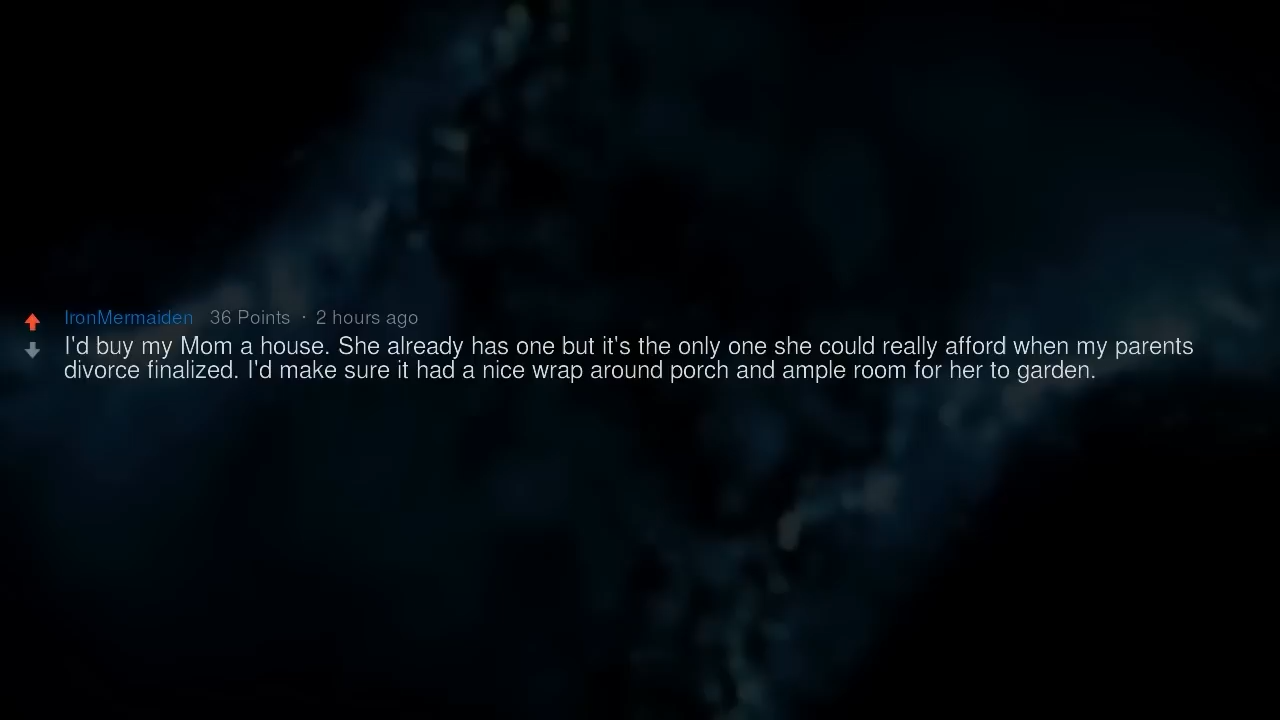 IronMermaiden 36 Points · 2 hours ago
I'd buy my Mom a house. She already has one but it's the only one she could really afford when my parents
divorce finalized. I'd make sure it had a nice wrap around porch and ample room for her to garden.